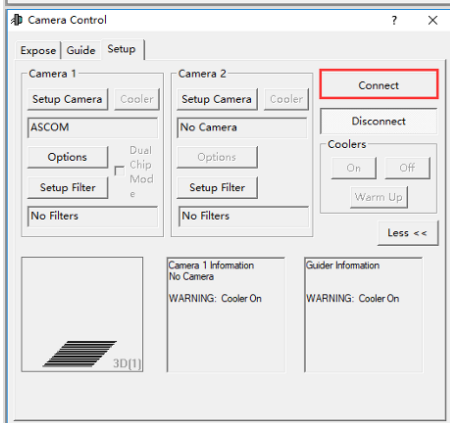 Camera Control
? ×
Expose Guide Setup
Camera 1
Setup Camera Cooler
ASCOM
Options
Dual
Chip
Mod
e
Setup Filter
No Filters
Camera 2
Setup Camera Cooler
No Camera
Options
Setup Filter
No Filters
Connect
Disconnect
Coolers
On Off
Warm Up
Less <<
3D[1]
Camera 1 Information
No Camera
WARNING: Cooler On
Guider Information
WARNING: Cooler On